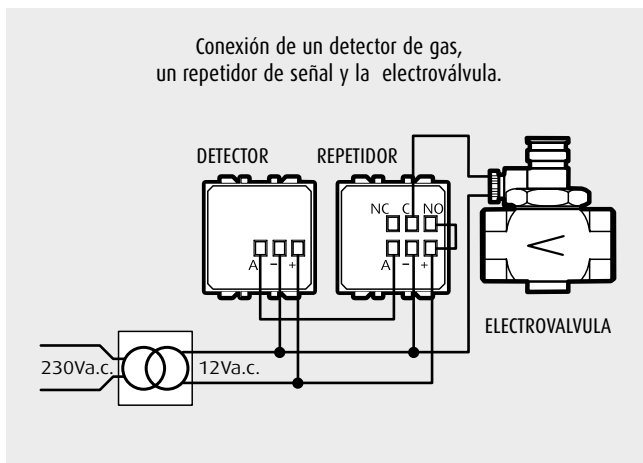 Conexión de un detector de gas,
un repetidor de señal y la electroválvula.
DETECTOR
REPETIDOR
NC C NO
A - +
A - +
ELECTROVALVULA
230Va.c.
12Va.c.